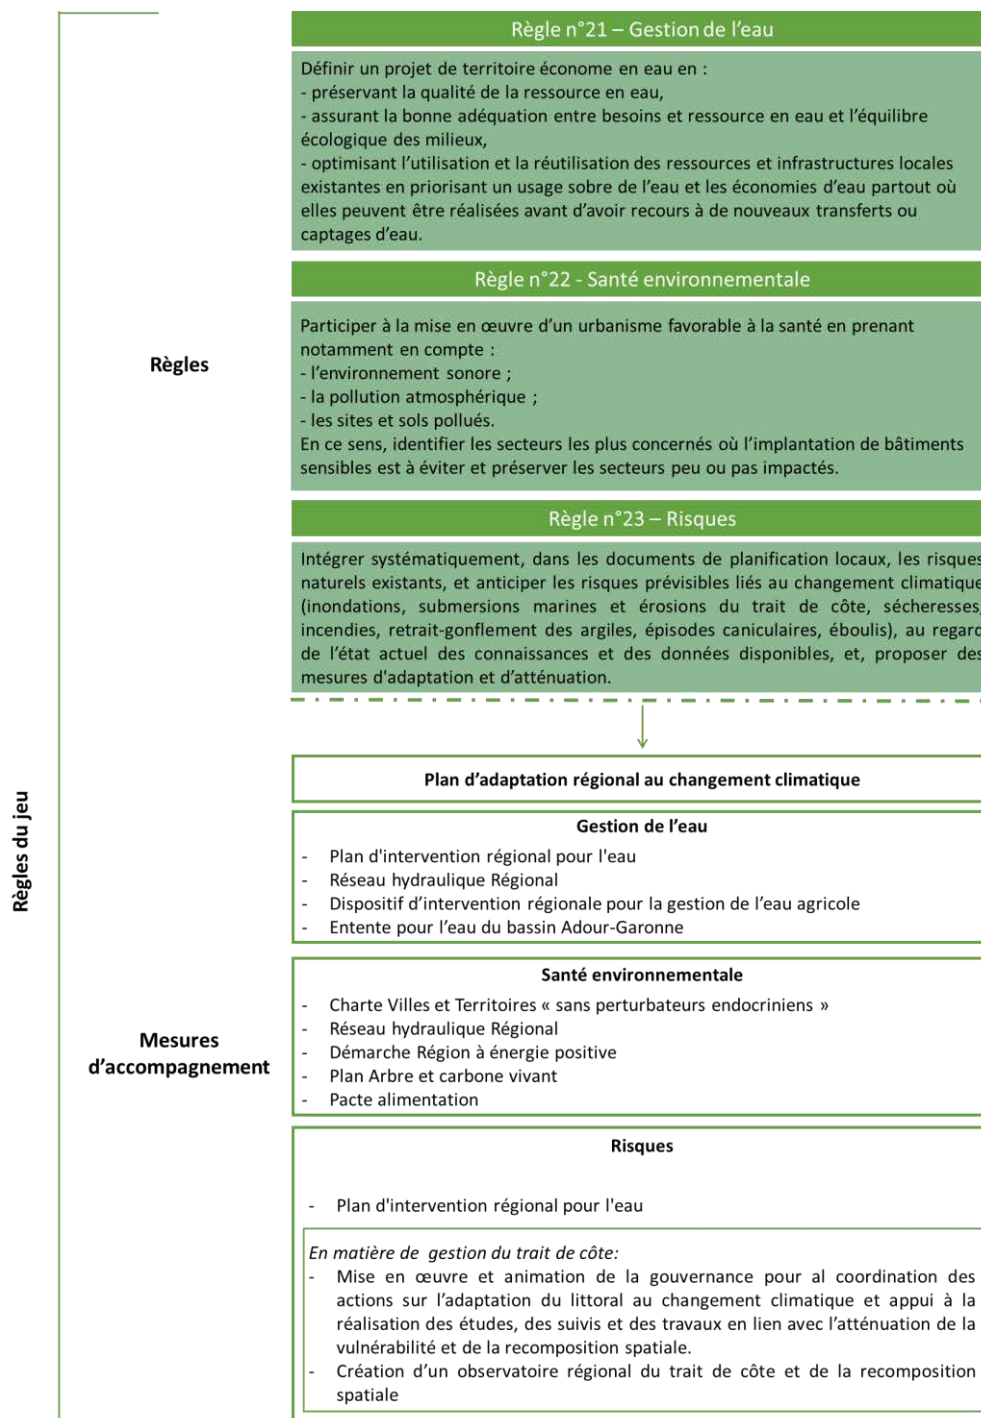 Règle n°21 – Gestion de l'eau
Définir un projet de territoire économe en eau en :
- préservant la qualité de la ressource en eau,
- assurant la bonne adéquation entre besoins et ressource en eau et l'équilibre
écologique des milieux,
- optimisant l'utilisation et la réutilisation des ressources et infrastructures locales
existantes en priorisant un usage sobre de l'eau et les économies d'eau partout où
elles peuvent être réalisées avant d'avoir recours à de nouveaux transferts ou
captages d'eau.
Règle n°22 - Santé environnementale
Participer à la mise en œuvre d'un urbanisme favorable à la santé en prenant
notamment en compte :
- l'environnement sonore ;
- la pollution atmosphérique ;
- les sites et sols pollués.
En ce sens, identifier les secteurs les plus concernés où l'implantation de bâtiments
sensibles est à éviter et préserver les secteurs peu ou pas impactés.
Règles
Règle n°23 – Risques
Intégrer systématiquement, dans les documents de planification locaux, les risques
naturels existants, et anticiper les risques prévisibles liés au changement climatique
(inondations, submersions marines et érosions du trait de côte, sécheresses,
incendies, retrait-gonflement des argiles, épisodes caniculaires, éboulis), au regard
de l'état actuel des connaissances et des données disponibles, et, proposer des
mesures d'adaptation et d'atténuation.
Règles du jeu
Plan d'adaptation régional au changement climatique
Gestion de l'eau
- Plan d'intervention régional pour l'eau
- Réseau hydraulique Régional
- Dispositif d'intervention régionale pour la gestion de l'eau agricole
- Entente pour l'eau du bassin Adour-Garonne
Mesures
d'accompagnement
Santé environnementale
- Charte Villes et Territoires « sans perturbateurs endocriniens »
- Réseau hydraulique Régional
- Démarche Région à énergie positive
- Plan Arbre et carbone vivant
- Pacte alimentation
Risques
- Plan d'intervention régional pour l'eau
En matière de gestion du trait de côte:
- Mise en œuvre et animation de la gouvernance pour al coordination des
actions sur l'adaptation du littoral au changement climatique et appui à la
réalisation des études, des suivis et des travaux en lien avec l'atténuation de la
vulnérabilité et de la recomposition spatiale.
- Création d'un observatoire régional du trait de côte et de la recomposition
spatiale